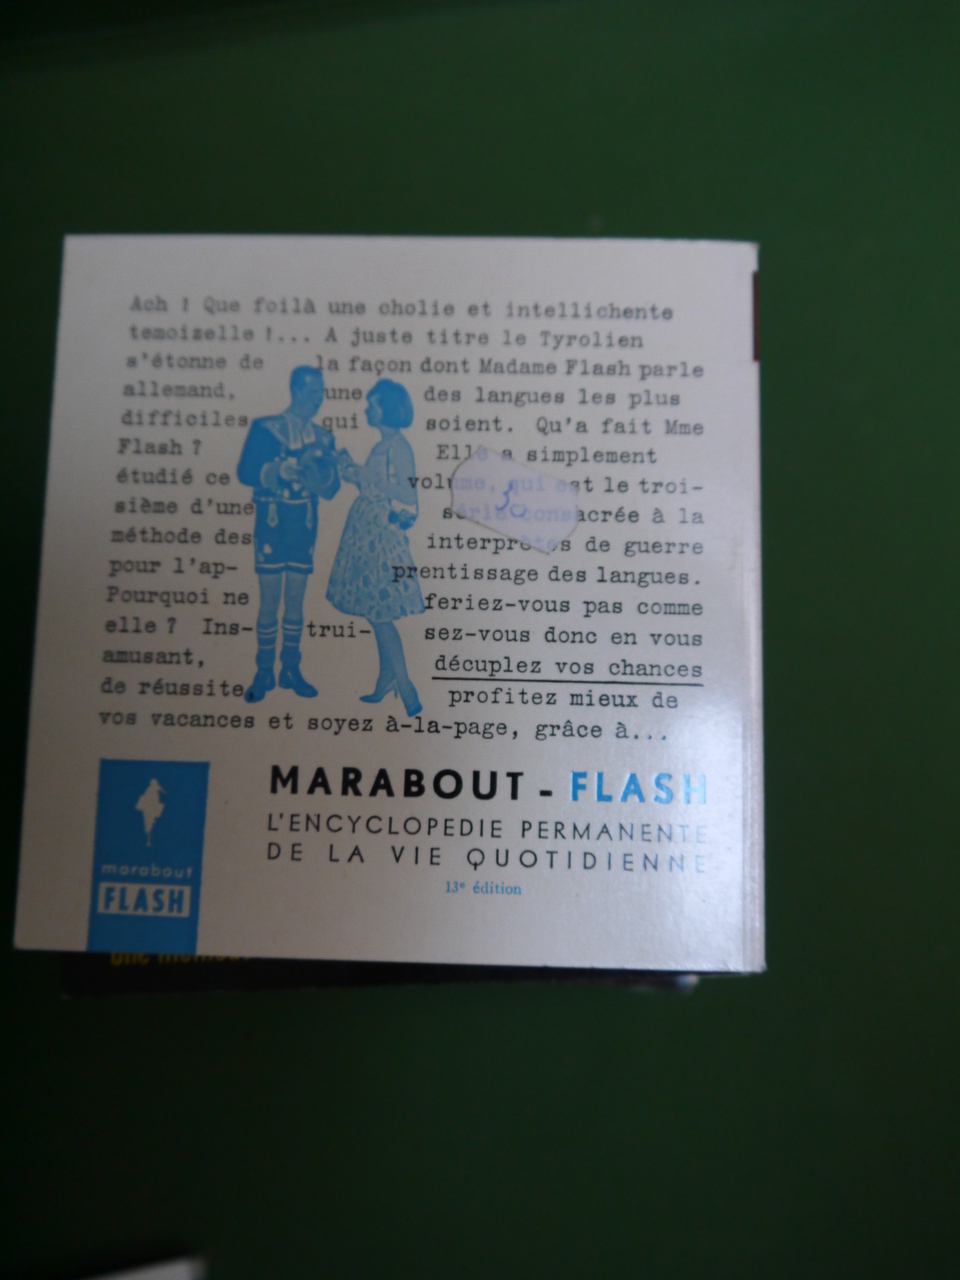 Ach ! Que foilà une cholie et intellichente
temoizelle !... A juste titre le Tyrolien
s'étonne de la façon dont Madame Flash parle
allemand, une des langues les plus
difficiles qui soient. Qu'a fait Mme
Flash ? Elle a simplement
étudié ce volume, qui est le troi-
sième d'une série consacrée à la
méthode des interprètes de guerre
pour l'ap- prentissage des langues.
Pourquoi ne feriez-vous pas comme
elle ? Ins- trui- sez-vous donc en vous
amusant, décuplez vos chances
de réussite, profitez mieux de
vos vacances et soyez à-la-page, grâce à...
MARABOUT - FLASH
L'ENCYCLOPEDIE PERMANENTE
DE LA VIE QUOTIDIENNE
13e édition
marabout
FLASH
une